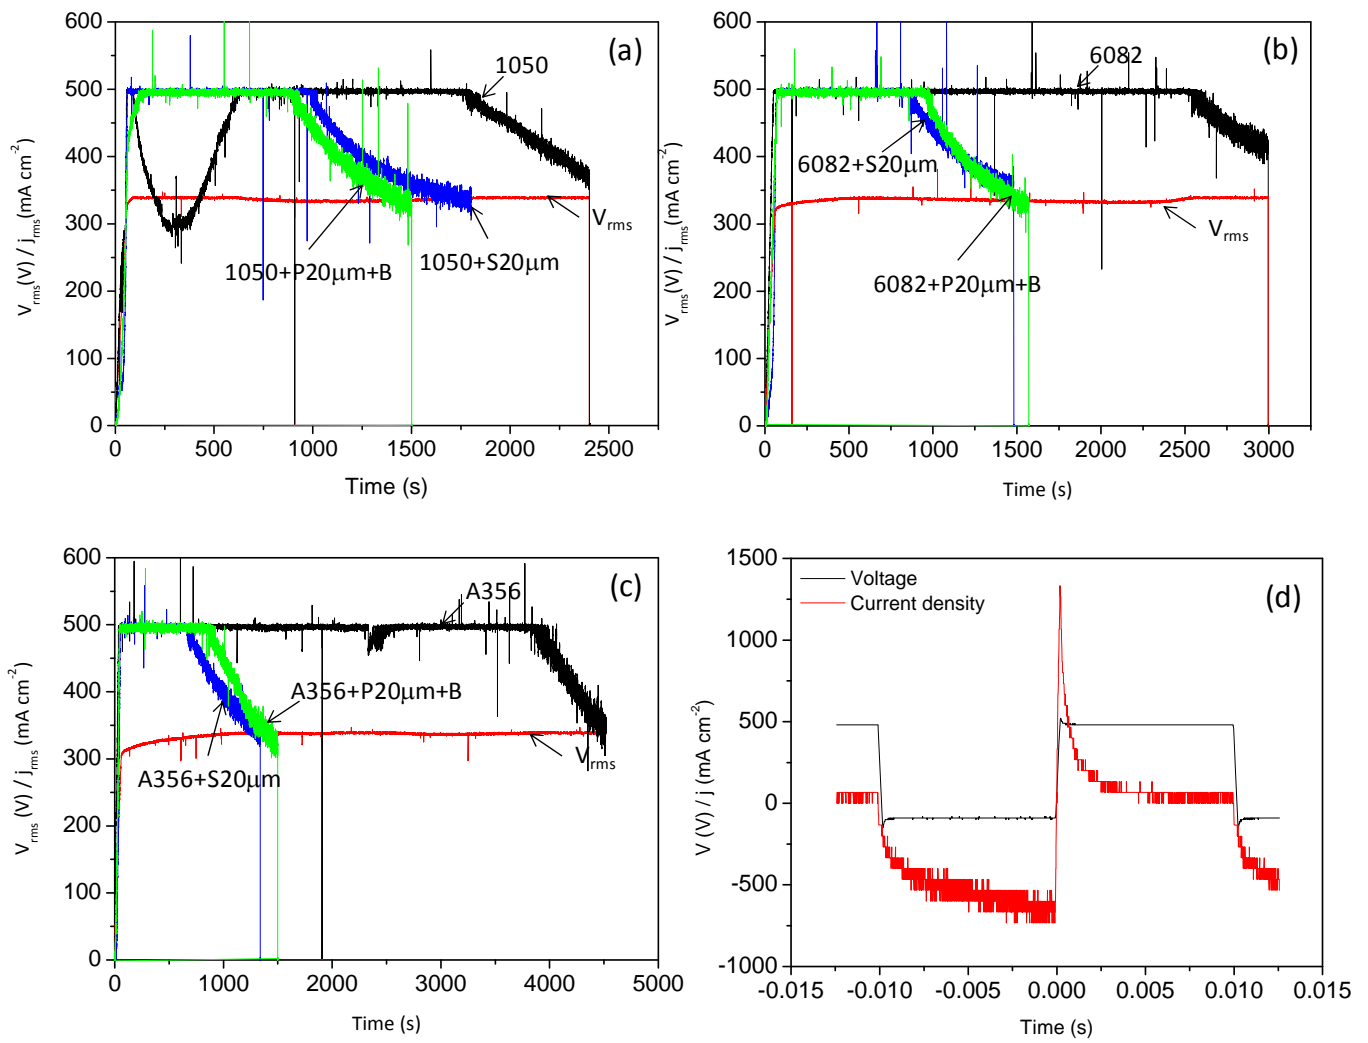 (a)
600
500
400
300
200
100
0
V_rms(V) / j_rms(mA cm⁻²)
1050
V_rms
1050+P20μm+B
1050+S20μm
0 500 1000 1500 2000 2500
Time (s)
(b)
600
500
400
300
200
100
0
V_rms(V) / j_rms(mA cm⁻²)
6082
6082+S20μm
V_rms
6082+P20μm+B
0 500 1000 1500 2000 2500 3000
Time (s)
(c)
600
500
400
300
200
100
0
V_rms (V) / j_rms (mA cm⁻²)
A356
A356+P20μm+B
V_rms
A356+S20μm
0 1000 2000 3000 4000 5000
Time (s)
(d)
1500
1000
500
0
-500
-1000
V (V) / j (mA cm⁻²)
Voltage
Current density
-0.015 -0.010 -0.005 0.000 0.005 0.010 0.015
Time (s)